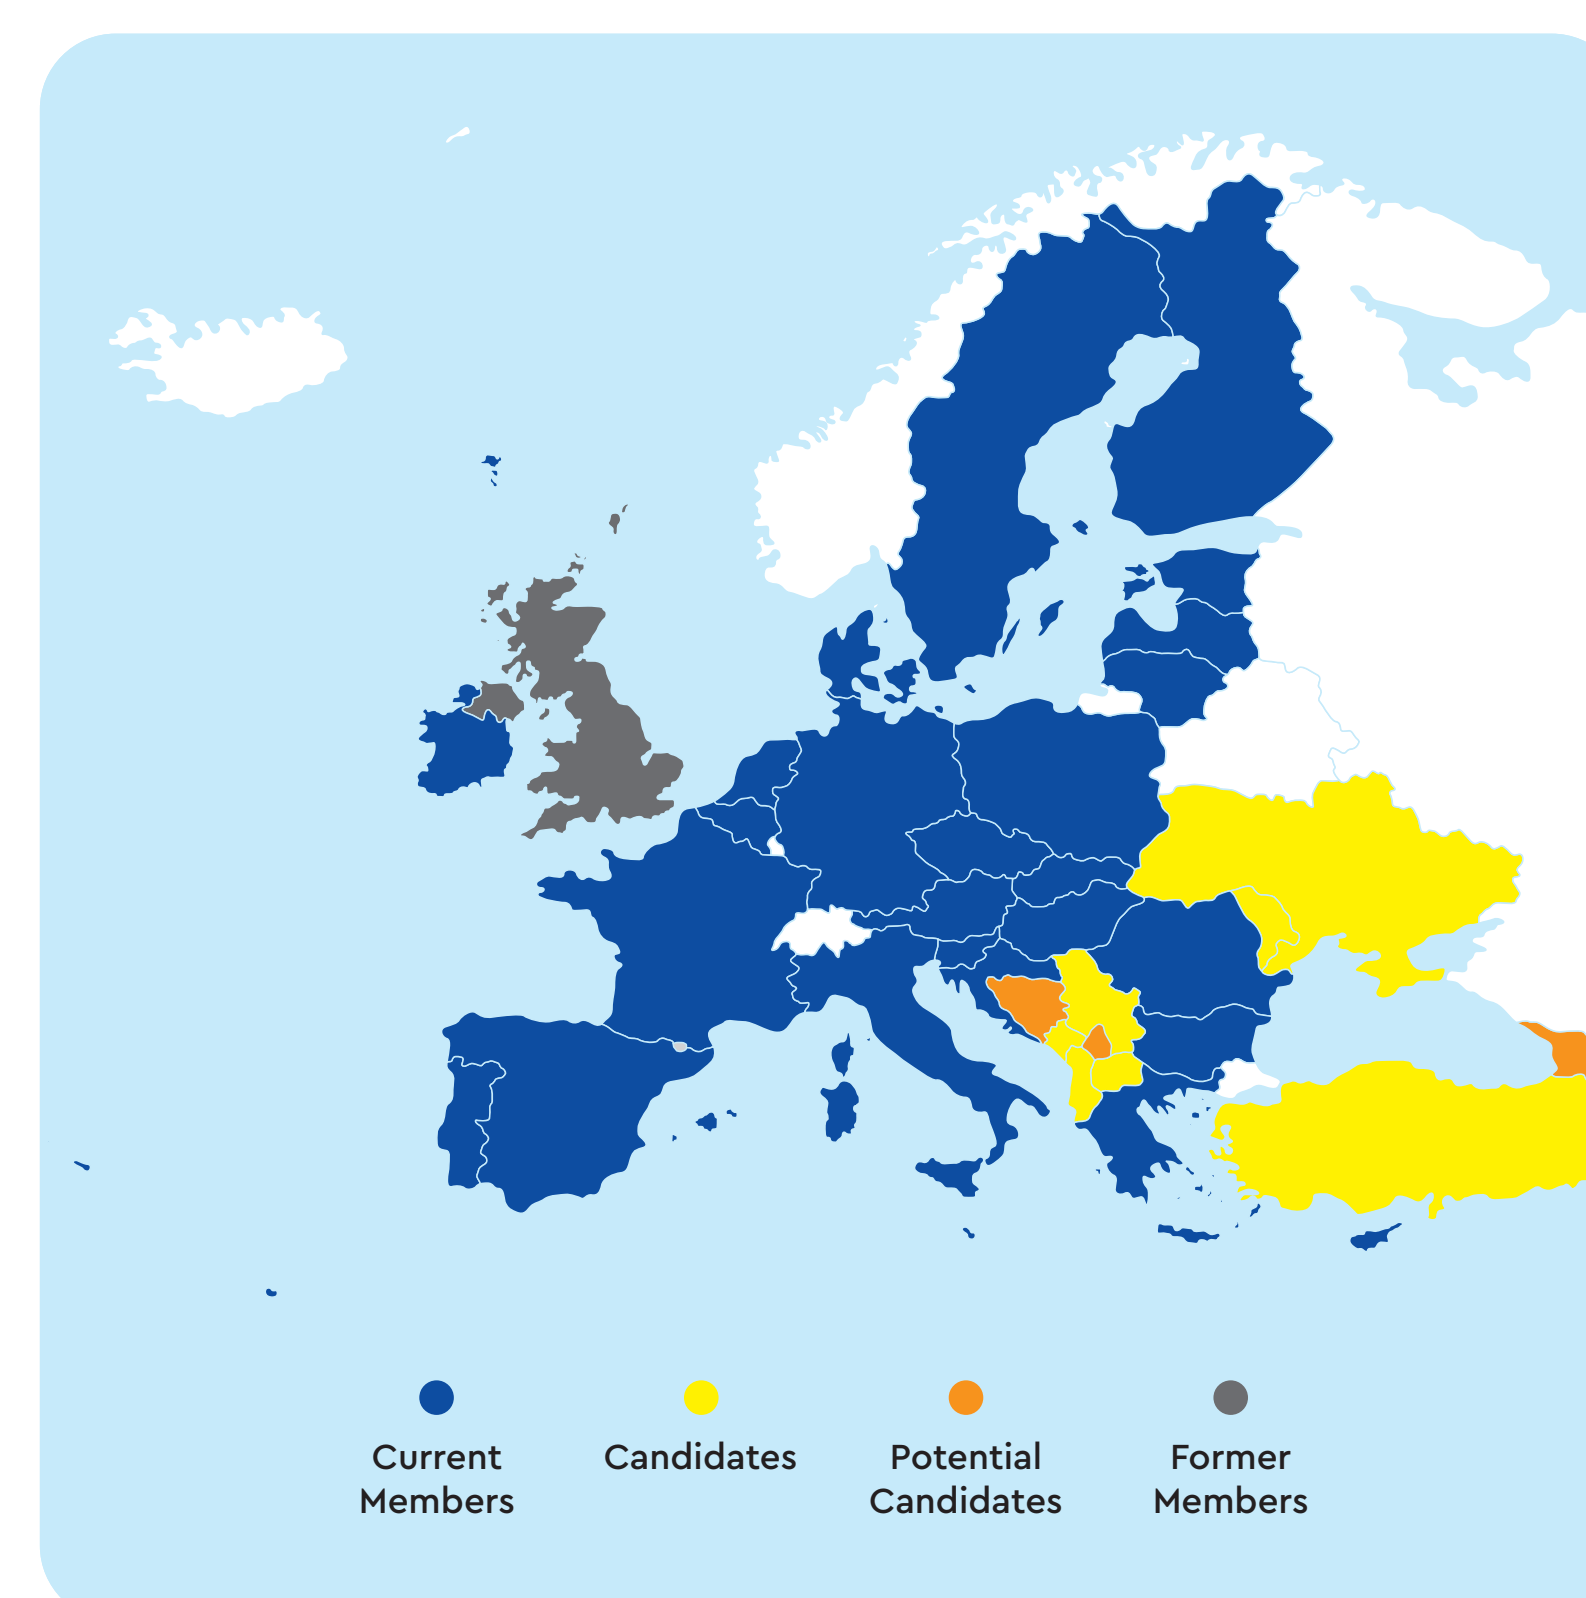 Current
Members
Candidates
Potential
Candidates
Former
Members